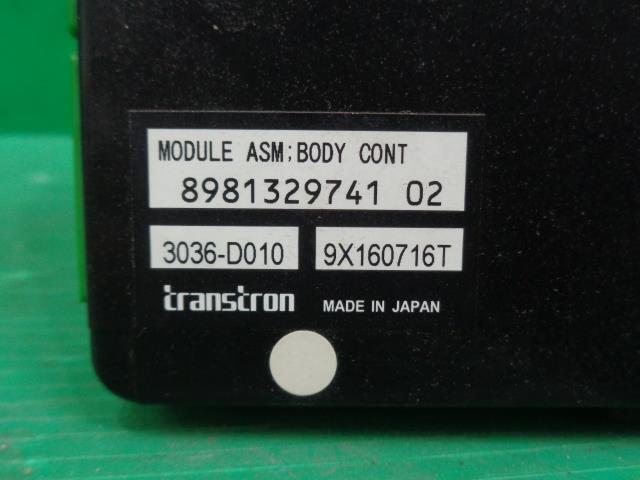 MODULE ASM;BODY CONT
8981329741 02
3036-D010 9X160716T
transtron MADE IN JAPAN